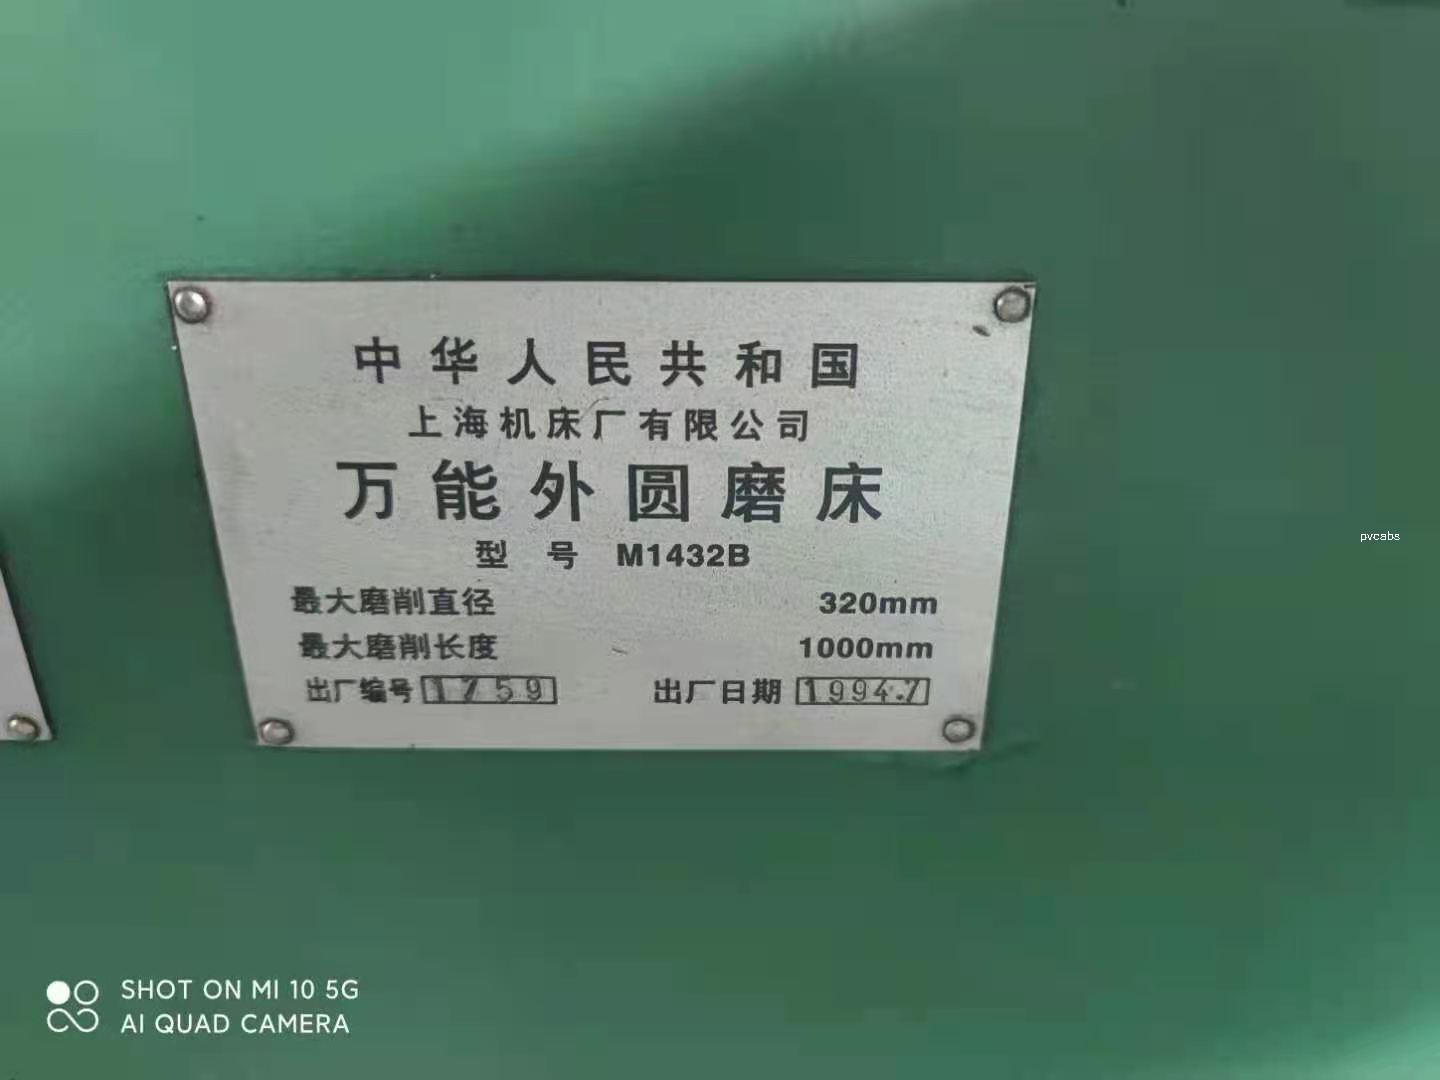 中华人民共和国
上海机床厂有限公司
万能外圆磨床
型号 M1432B
最大磨削直径 320mm
最大磨削长度 1000mm
出厂编号 1759 出厂日期 1994.7
pvcabs
SHOT ON MI 10 5G
AI QUAD CAMERA